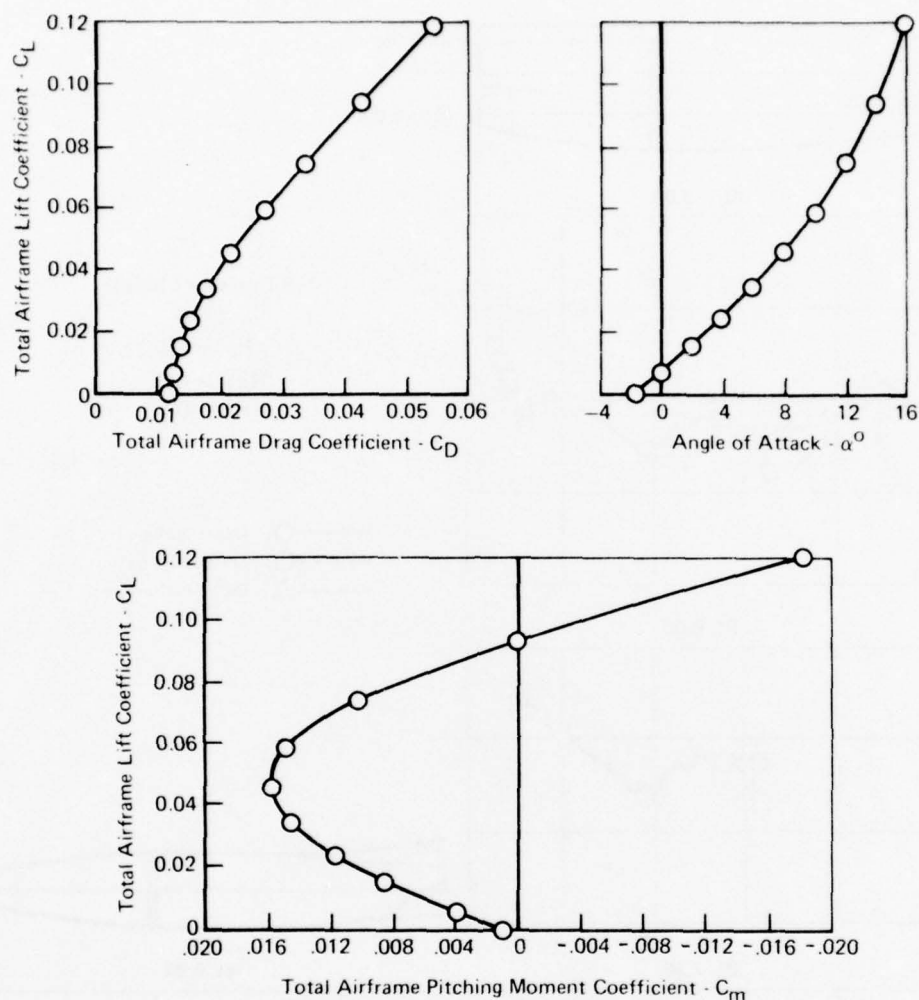 Total Airframe Lift Coefficient - CL
0.12
0.10
0.08
0.06
0.04
0.02
0
0 0.01 0.02 0.03 0.04 0.05 0.06
Total Airframe Drag Coefficient - CD
-4 0 4 8 12 16
Angle of Attack - α°
Total Airframe Lift Coefficient - CL
0.12
0.10
0.08
0.06
0.04
0.02
0
.020 .016 .012 .008 .004 0 -.004 -.008 -.012 -.016 -.020
Total Airframe Pitching Moment Coefficient - Cm